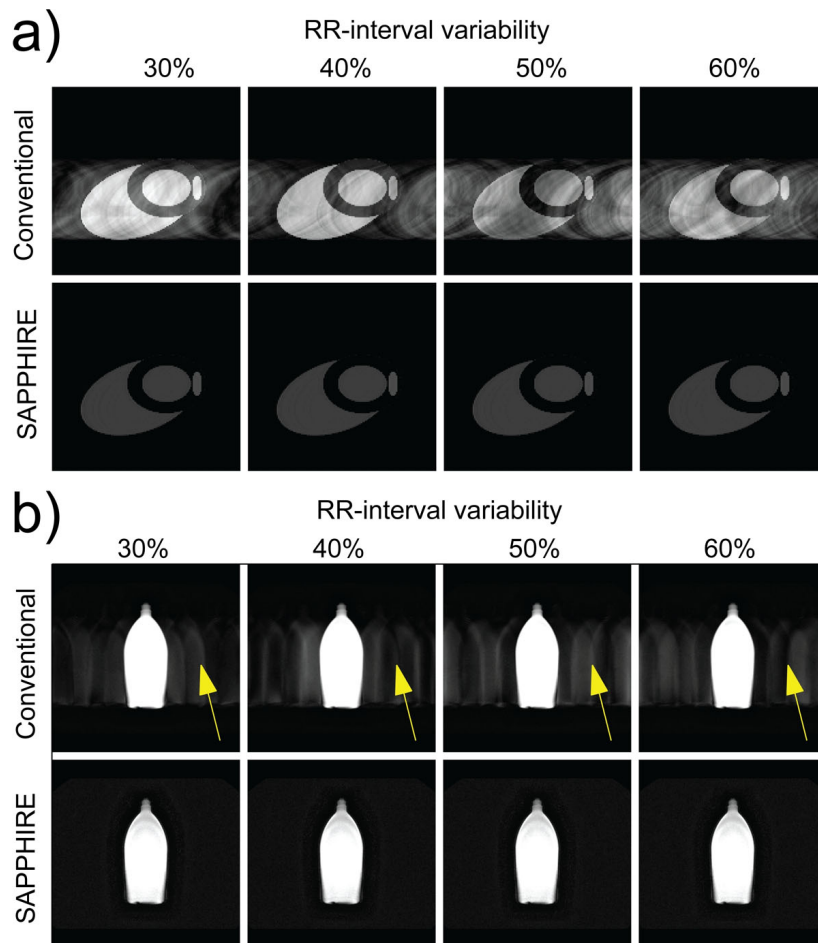 a)
RR-interval variability
30% 40% 50% 60%
Conventional
SAPPHIRE
b)
RR-interval variability
30% 40% 50% 60%
Conventional
SAPPHIRE